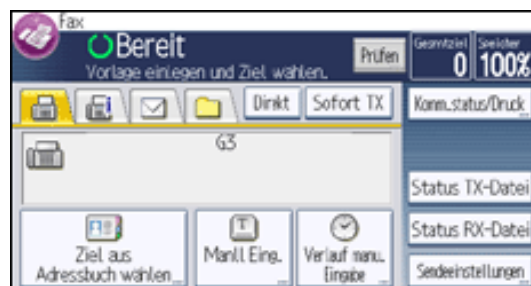 Fax
Bereit
Vorlage einlegen und Ziel wählen.
Prüfen
Gesamtziel
0
Speicher
100%
Direkt
Sofort TX
Komm.status/Druck
G3
Status TX-Datei
Status RX-Datei
Ziel aus
Adressbuch wählen
Manll Eing.
Verlauf manu.
Eingabe
Sendeeinstellungen